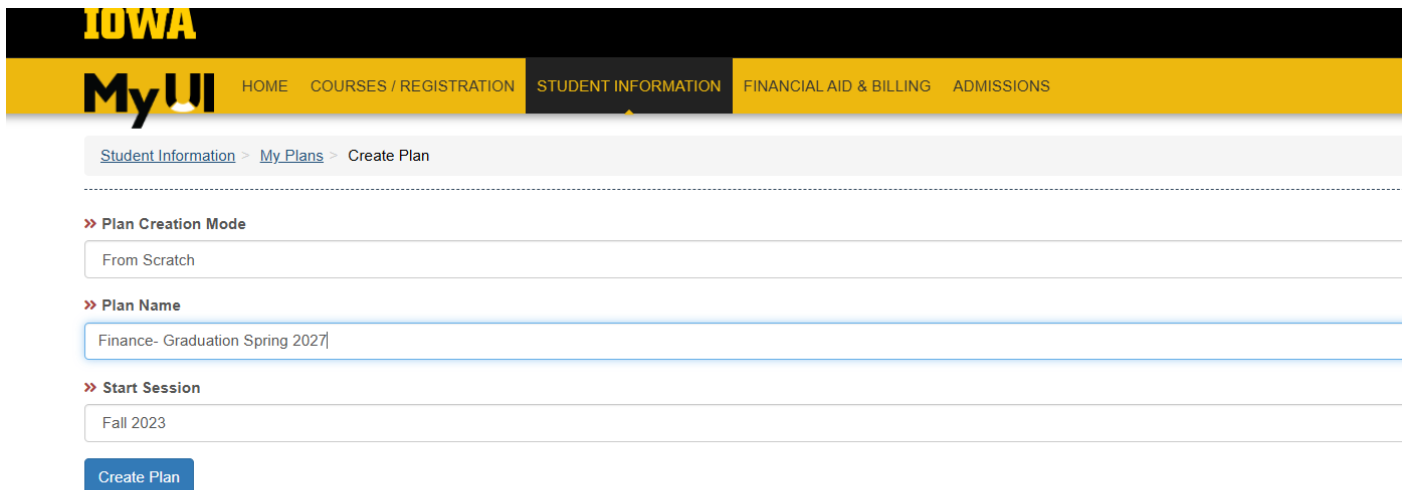 IOWA
MyUI HOME COURSES / REGISTRATION STUDENT INFORMATION FINANCIAL AID & BILLING ADMISSIONS
Student Information > My Plans > Create Plan
>> Plan Creation Mode
From Scratch
>> Plan Name
Finance- Graduation Spring 2027
>> Start Session
Fall 2023
Create Plan